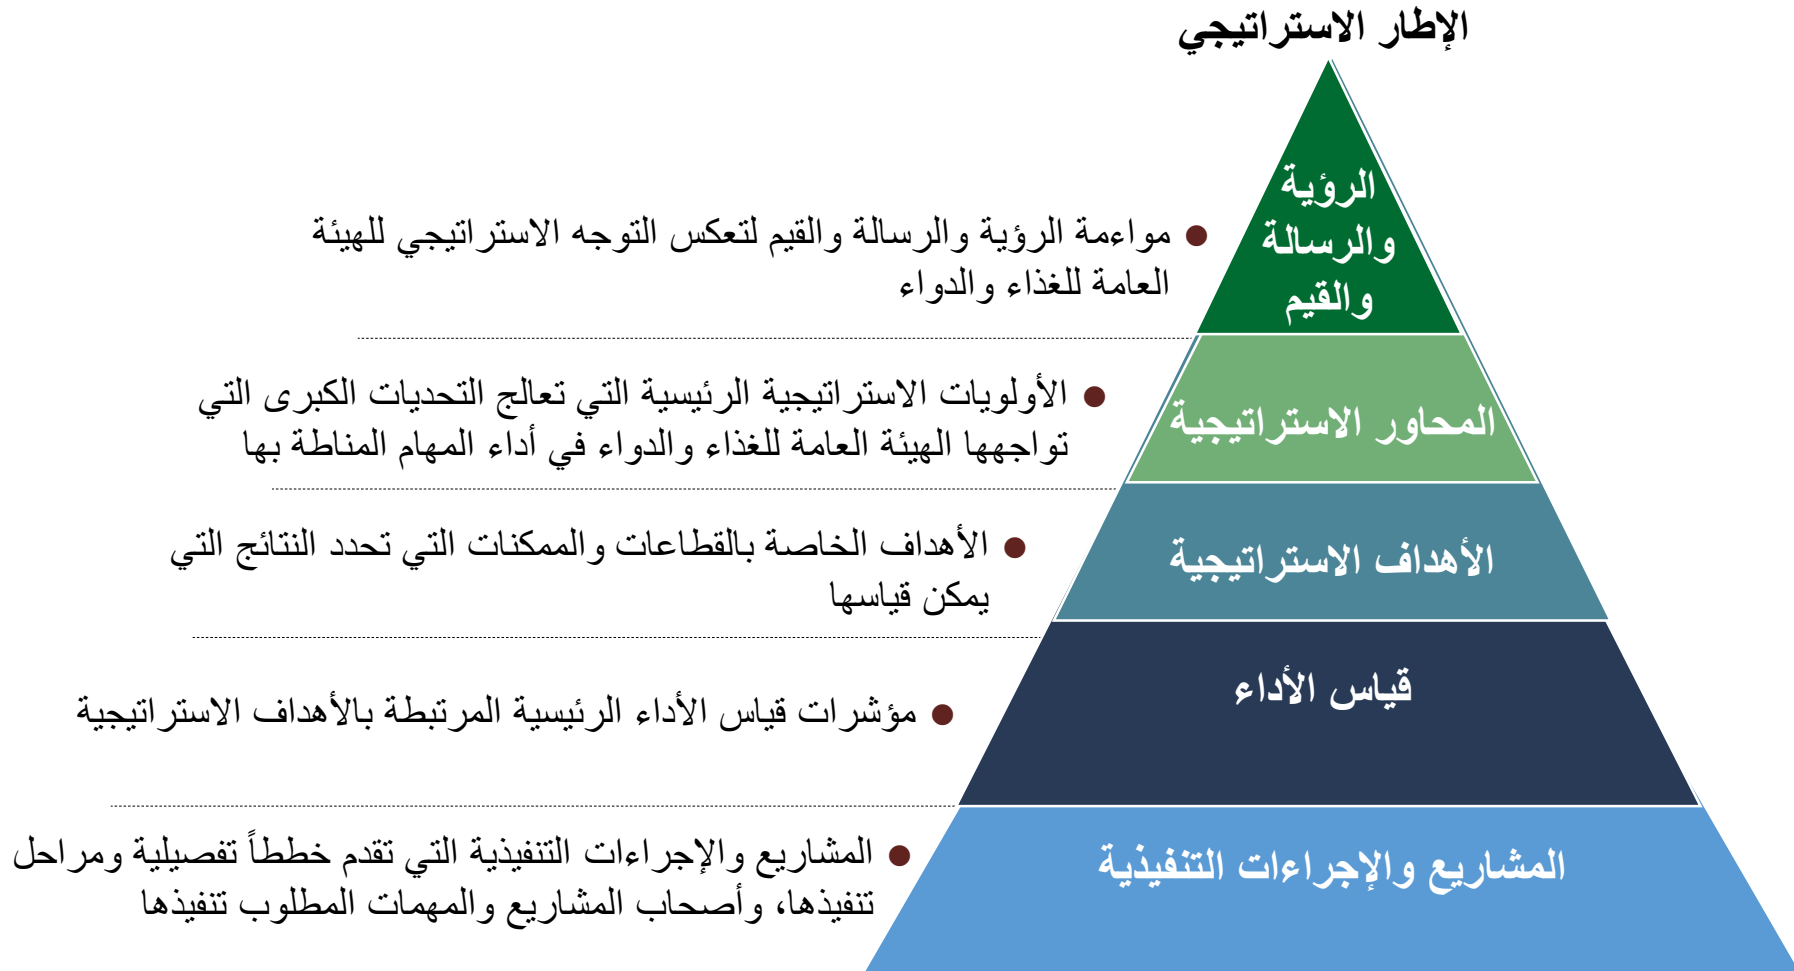 الإطار الاستراتيجي
الرؤية
والرسالة
والقيم
مواءمة الرؤية والرسالة والقيم لتعكس التوجه الاستراتيجي للهيئة
العامة للغذاء والدواء
المحاور الاستراتيجية
الأولويات الاستراتيجية الرئيسية التي تعالج التحديات الكبرى التي
تواجهها الهيئة العامة للغذاء والدواء في أداء المهام المناطة بها
الأهداف الاستراتيجية
الأهداف الخاصة بالقطاعات والممكنات التي تحدد النتائج التي
يمكن قياسها
قياس الأداء
مؤشرات قياس الأداء الرئيسية المرتبطة بالأهداف الاستراتيجية
المشاريع والإجراءات التنفيذية
المشاريع والإجراءات التنفيذية التي تقدم خططاً تفصيلية ومراحل
تنفيذها، وأصحاب المشاريع والمهمات المطلوب تنفيذها